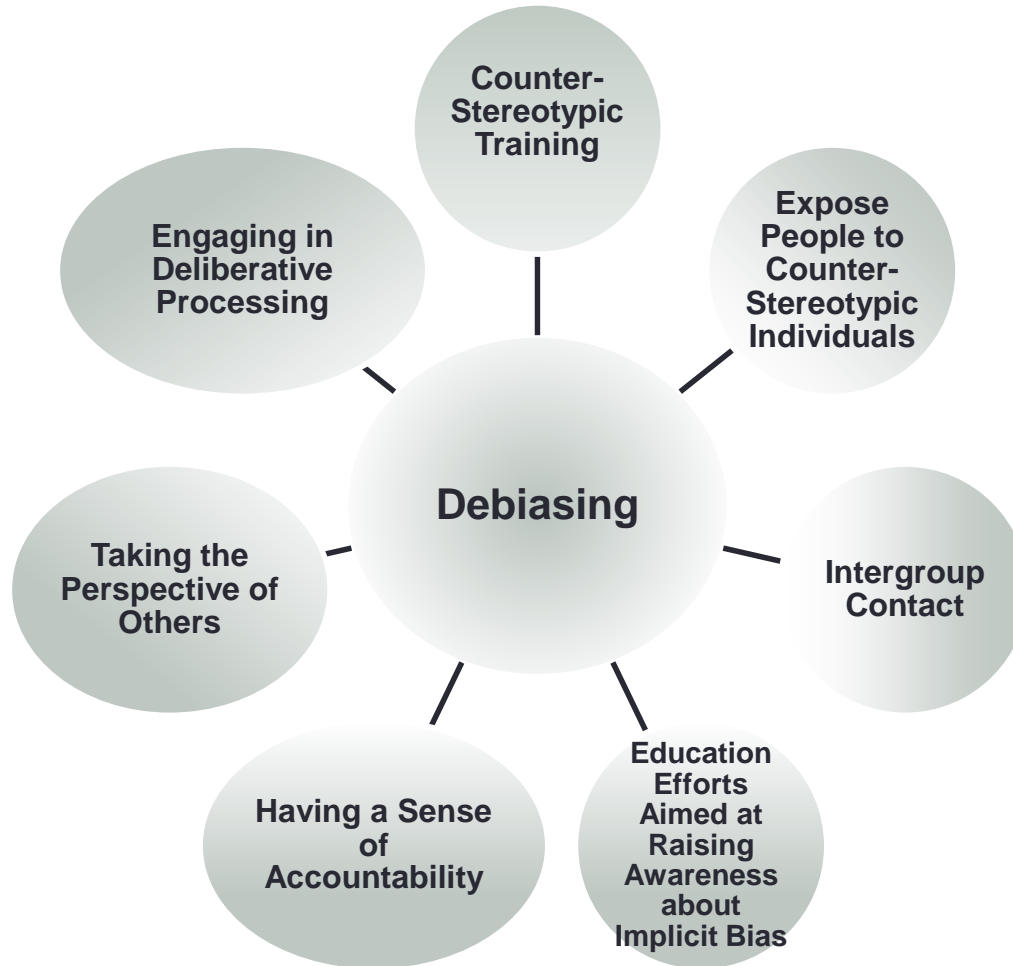 Counter-
Stereotypic
Training
Expose
People to
Counter-
Stereotypic
Individuals
Intergroup
Contact
Education
Efforts
Aimed at
Raising
Awareness
about
Implicit Bias
Having a Sense
of
Accountability
Taking the
Perspective of
Others
Engaging in
Deliberative
Processing
Debiasing